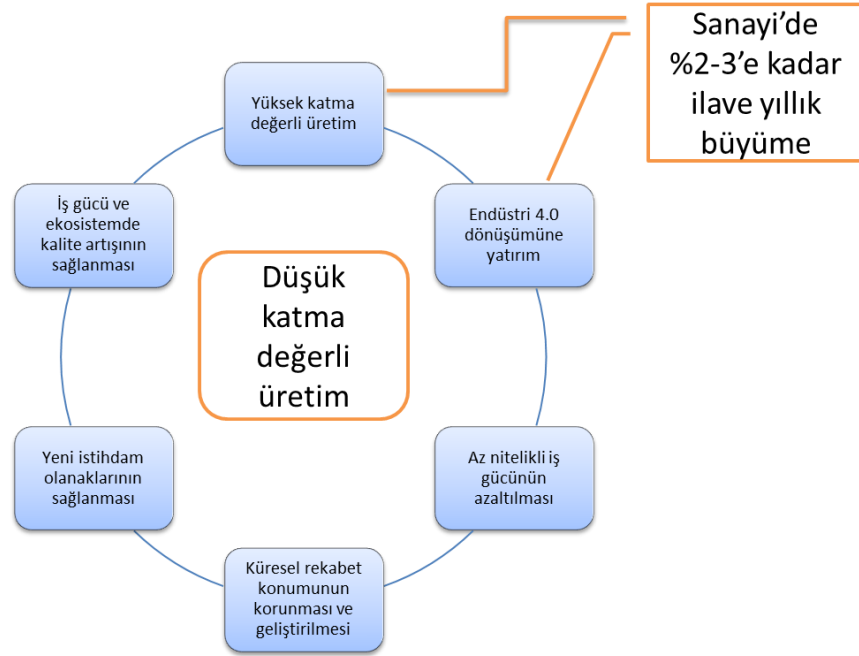 Sanayi’de
%2-3’e kadar
ilave yıllık
büyüme
Yüksek katma
değerli üretim
Endüstri 4.0
dönüşümüne
yatırım
Az nitelikli iş
gücünün
azaltılması
Küresel rekabet
konumunun
korunması ve
geliştirilmesi
Yeni istihdam
olanaklarının
sağlanması
İş gücü ve
ekosistemde
kalite artışının
sağlanması
Düşük
katma
değerli
üretim